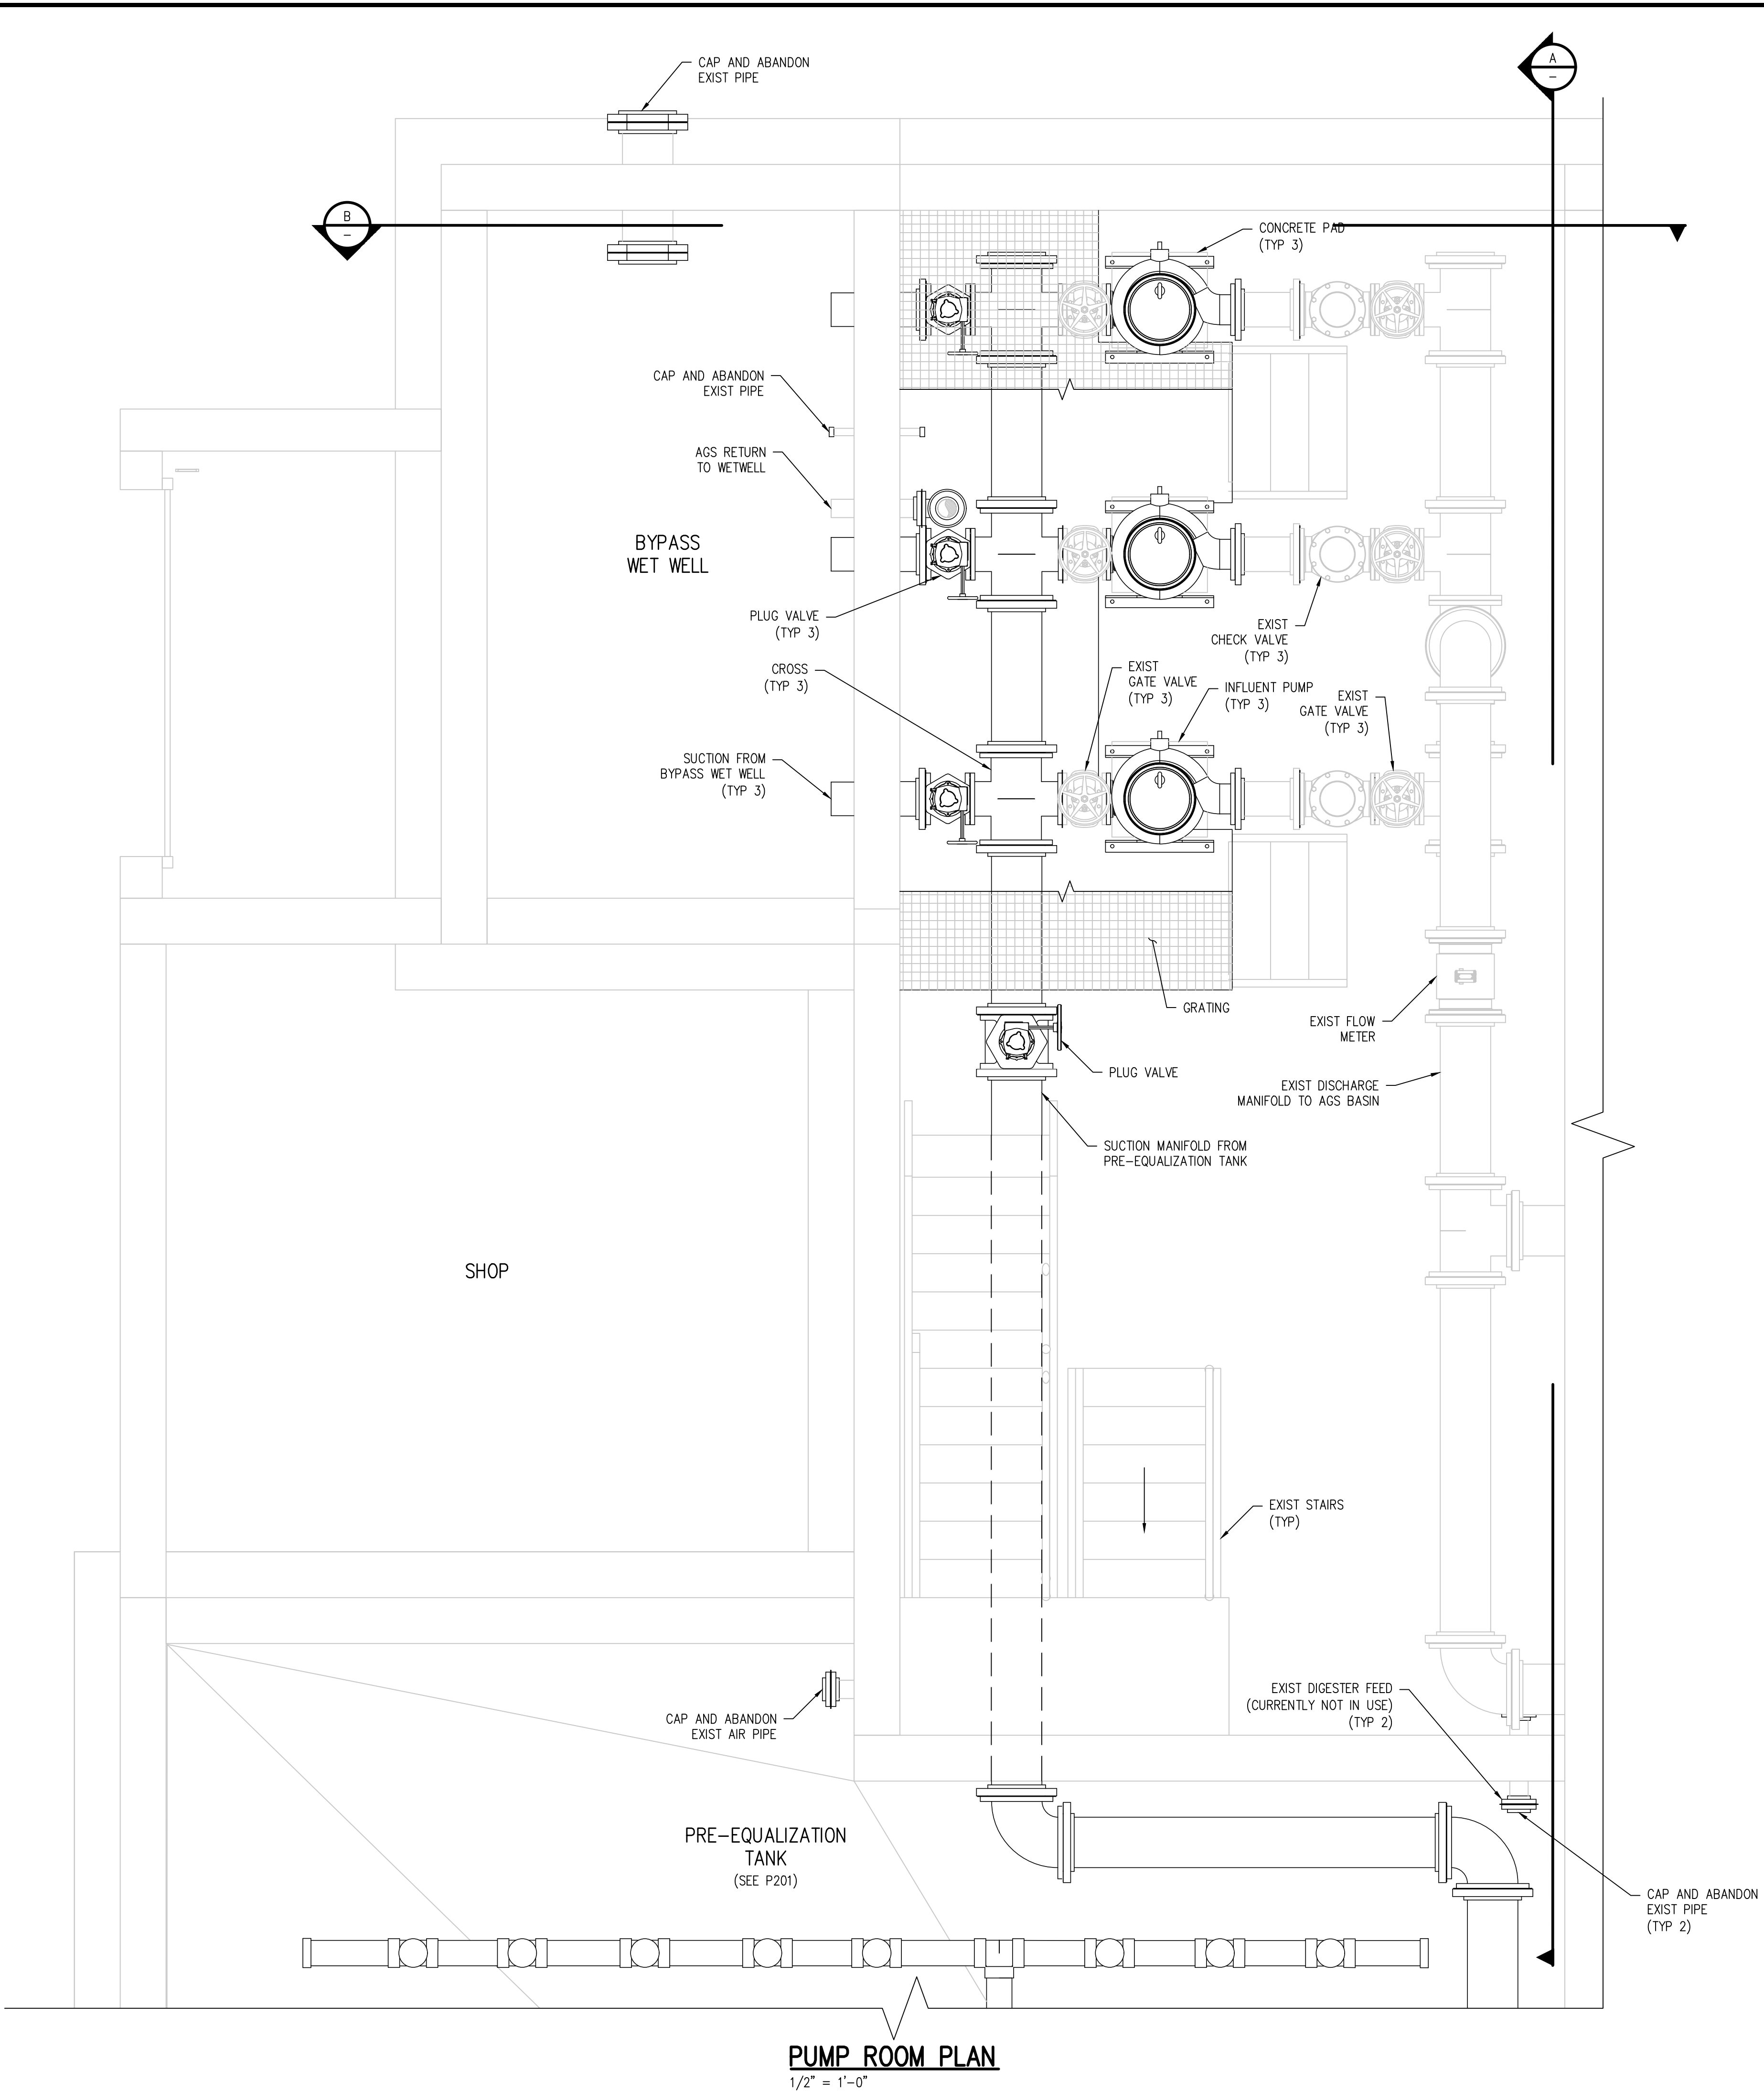 CAP AND ABANDON
EXIST PIPE
A
–
B
–
CONCRETE PAD
(TYP 3)
CAP AND ABANDON
EXIST PIPE
AGS RETURN
TO WETWELL
BYPASS
WET WELL
PLUG VALVE
(TYP 3)
EXIST
CHECK VALVE
(TYP 3)
CROSS
(TYP 3)
EXIST
GATE VALVE
(TYP 3)
INFLUENT PUMP
(TYP 3)
EXIST
GATE VALVE
(TYP 3)
SUCTION FROM
BYPASS WET WELL
(TYP 3)
GRATING
EXIST FLOW
METER
PLUG VALVE
EXIST DISCHARGE
MANIFOLD TO AGS BASIN
SUCTION MANIFOLD FROM
PRE-EQUALIZATION TANK
SHOP
EXIST STAIRS
(TYP)
EXIST DIGESTER FEED
(CURRENTLY NOT IN USE)
(TYP 2)
CAP AND ABANDON
EXIST AIR PIPE
PRE-EQUALIZATION
TANK
(SEE P201)
CAP AND ABANDON
EXIST PIPE
(TYP 2)
PUMP ROOM PLAN
1/2" = 1'-0"